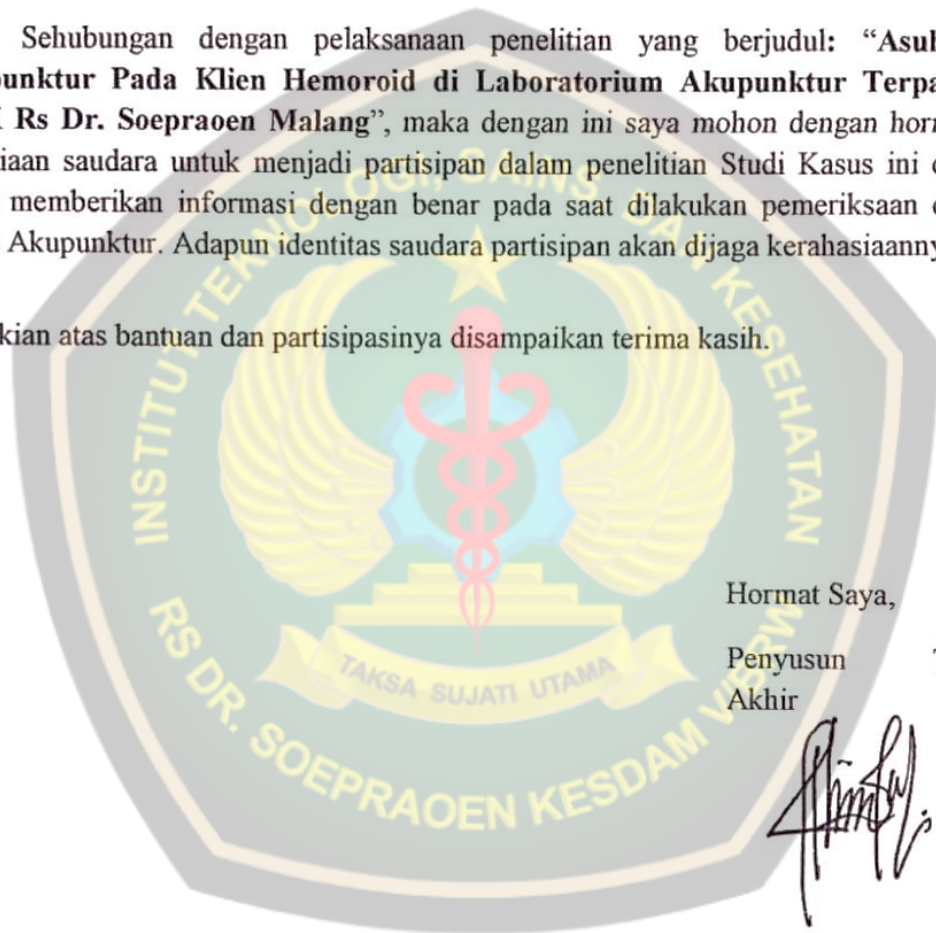 Sehubungan dengan pelaksanaan penelitian yang berjudul: “Asuh
unktur Pada Klien Hemoroid di Laboratorium Akupunktur Terpa
Rs Dr. Soepraoen Malang”, maka dengan ini saya mohon dengan horm
iaan saudara untuk menjadi partisipan dalam penelitian Studi Kasus ini
memberikan informasi dengan benar pada saat dilakukan pemeriksaan
Akupunktur. Adapun identitas saudara partisipan akan dijaga kerahasiaanny
kian atas bantuan dan partisipasinya disampaikan terima kasih.
INSTITUT TEKNOLOGI, SAINS, DAN KESEHATAN
TAKSA SUJATI UTAMA
RS DR. SOEPRAOEN KESDAM V/BRW
Hormat Saya,
Penyusun
Akhir